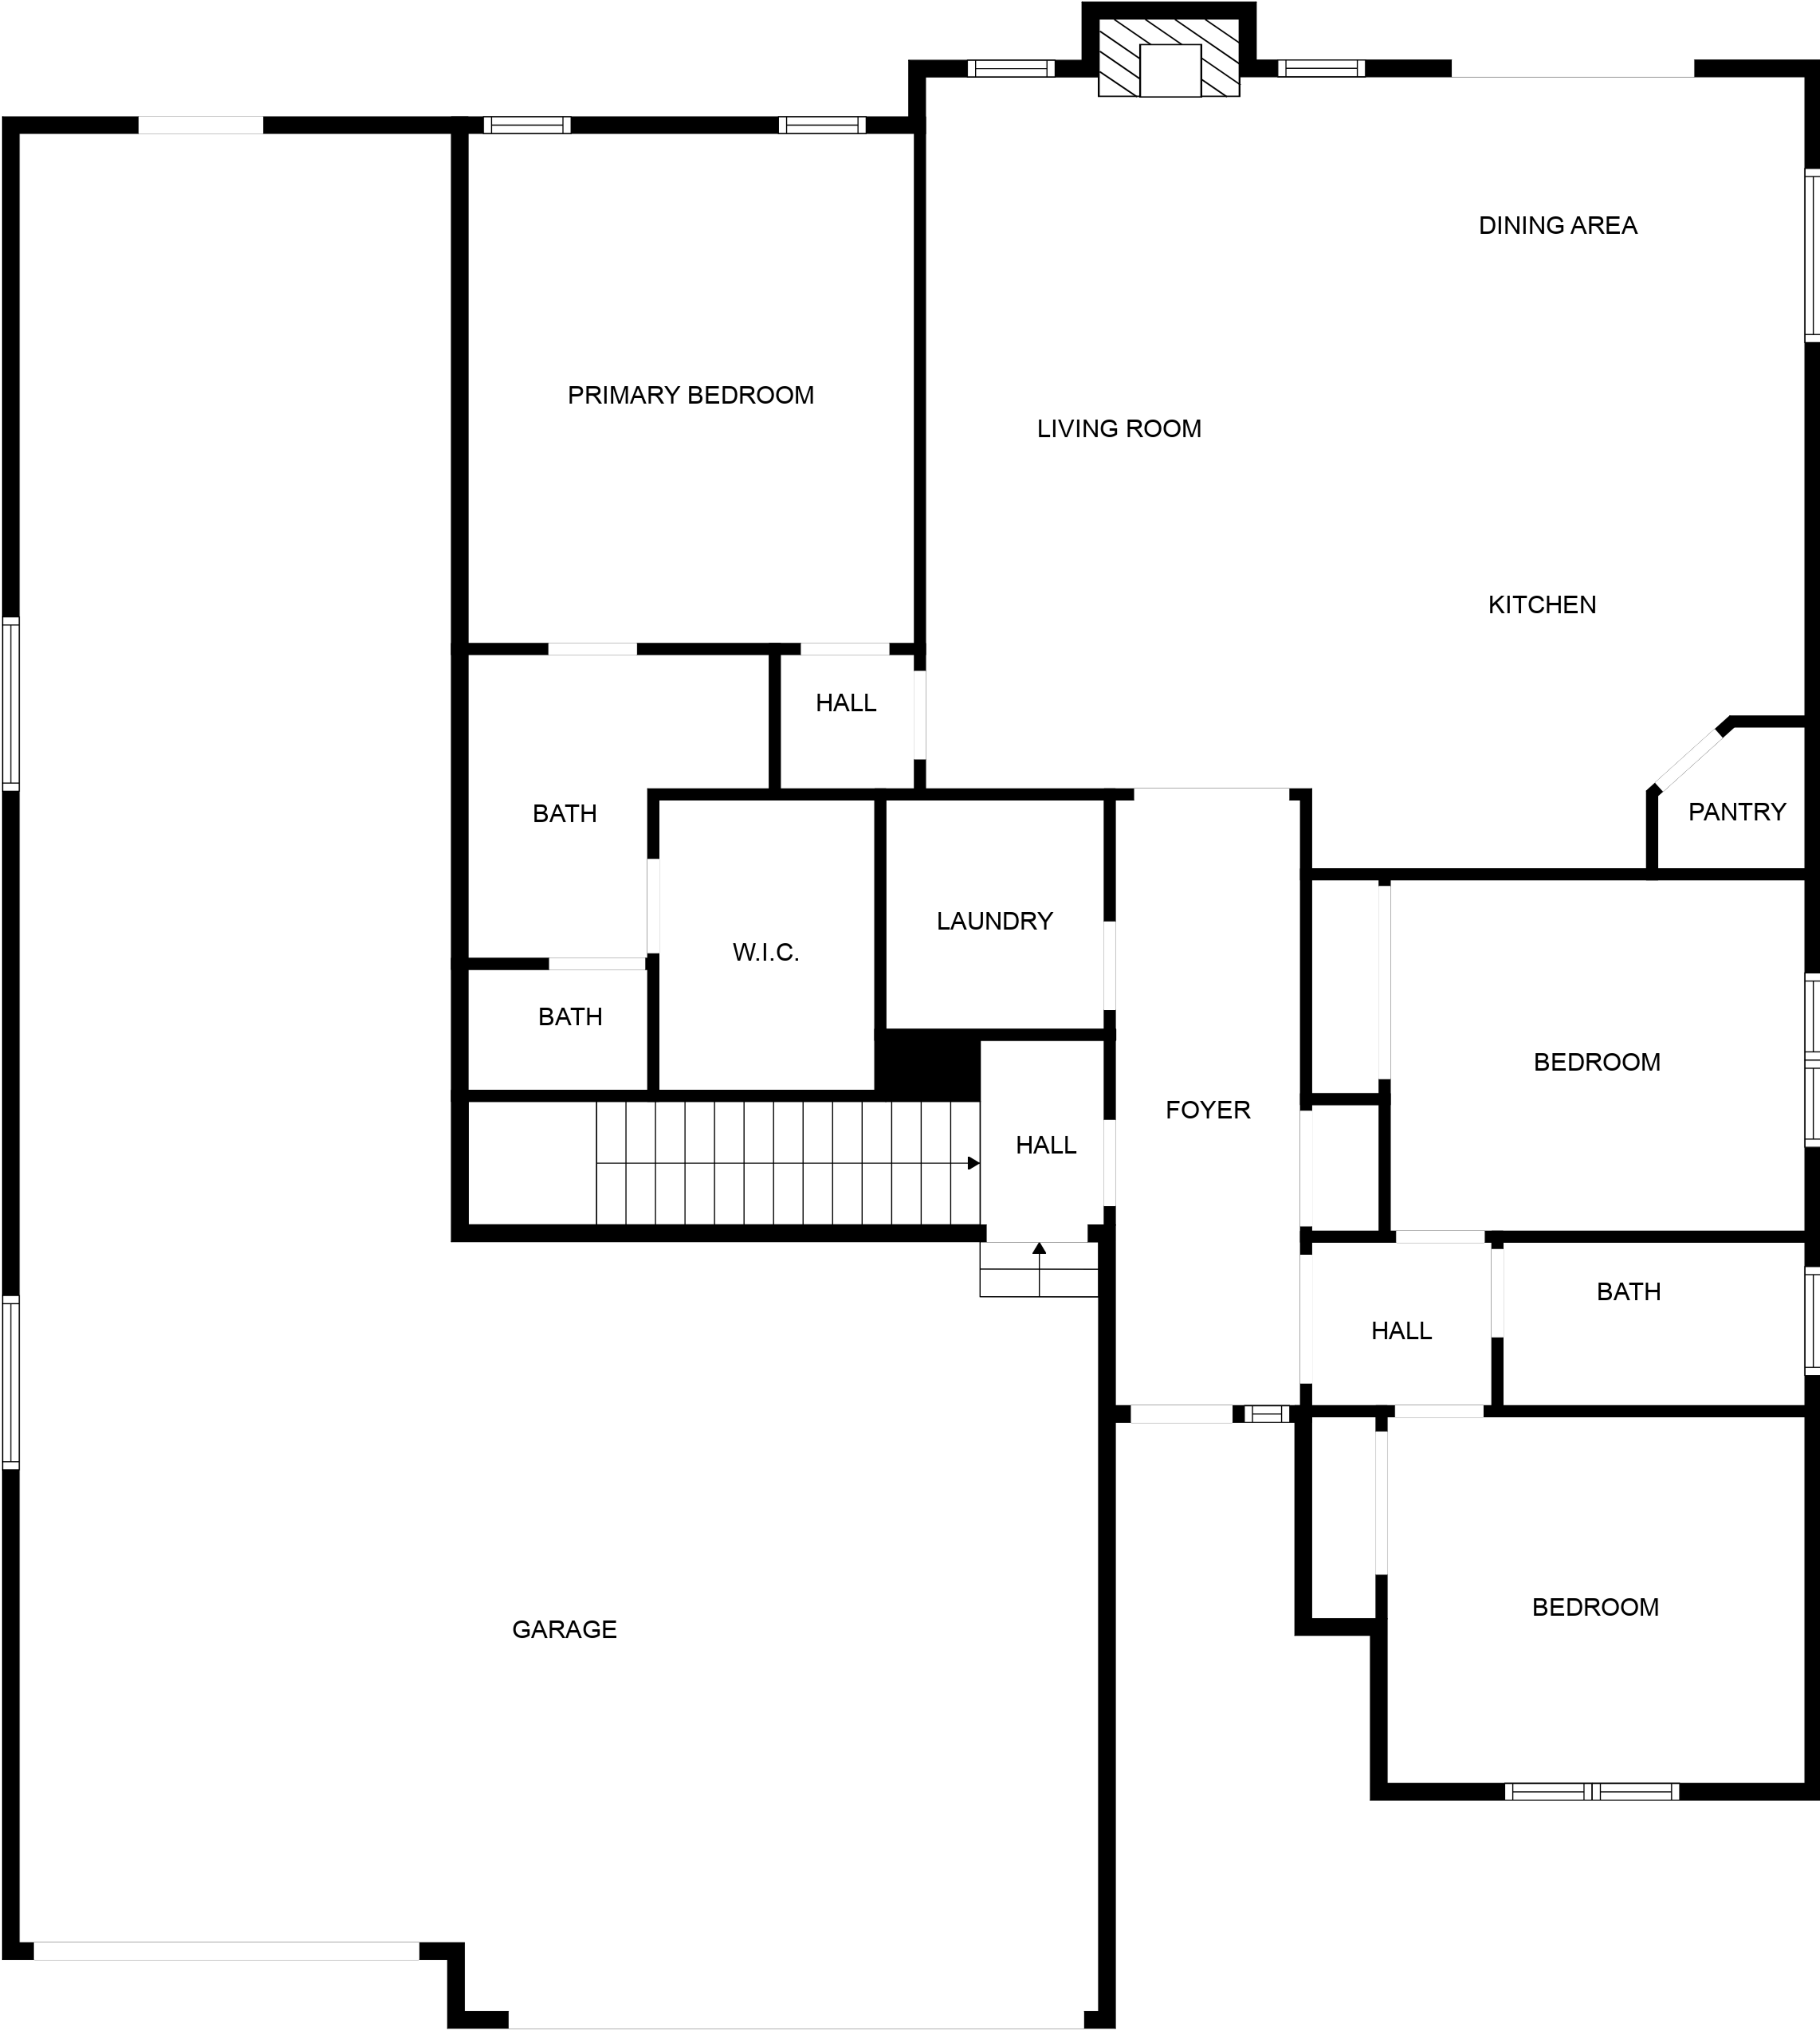 DINING AREA
PRIMARY BEDROOM
LIVING ROOM
KITCHEN
HALL
BATH
PANTRY
LAUNDRY
W.I.C.
BATH
BEDROOM
FOYER
HALL
BATH
HALL
BEDROOM
GARAGE